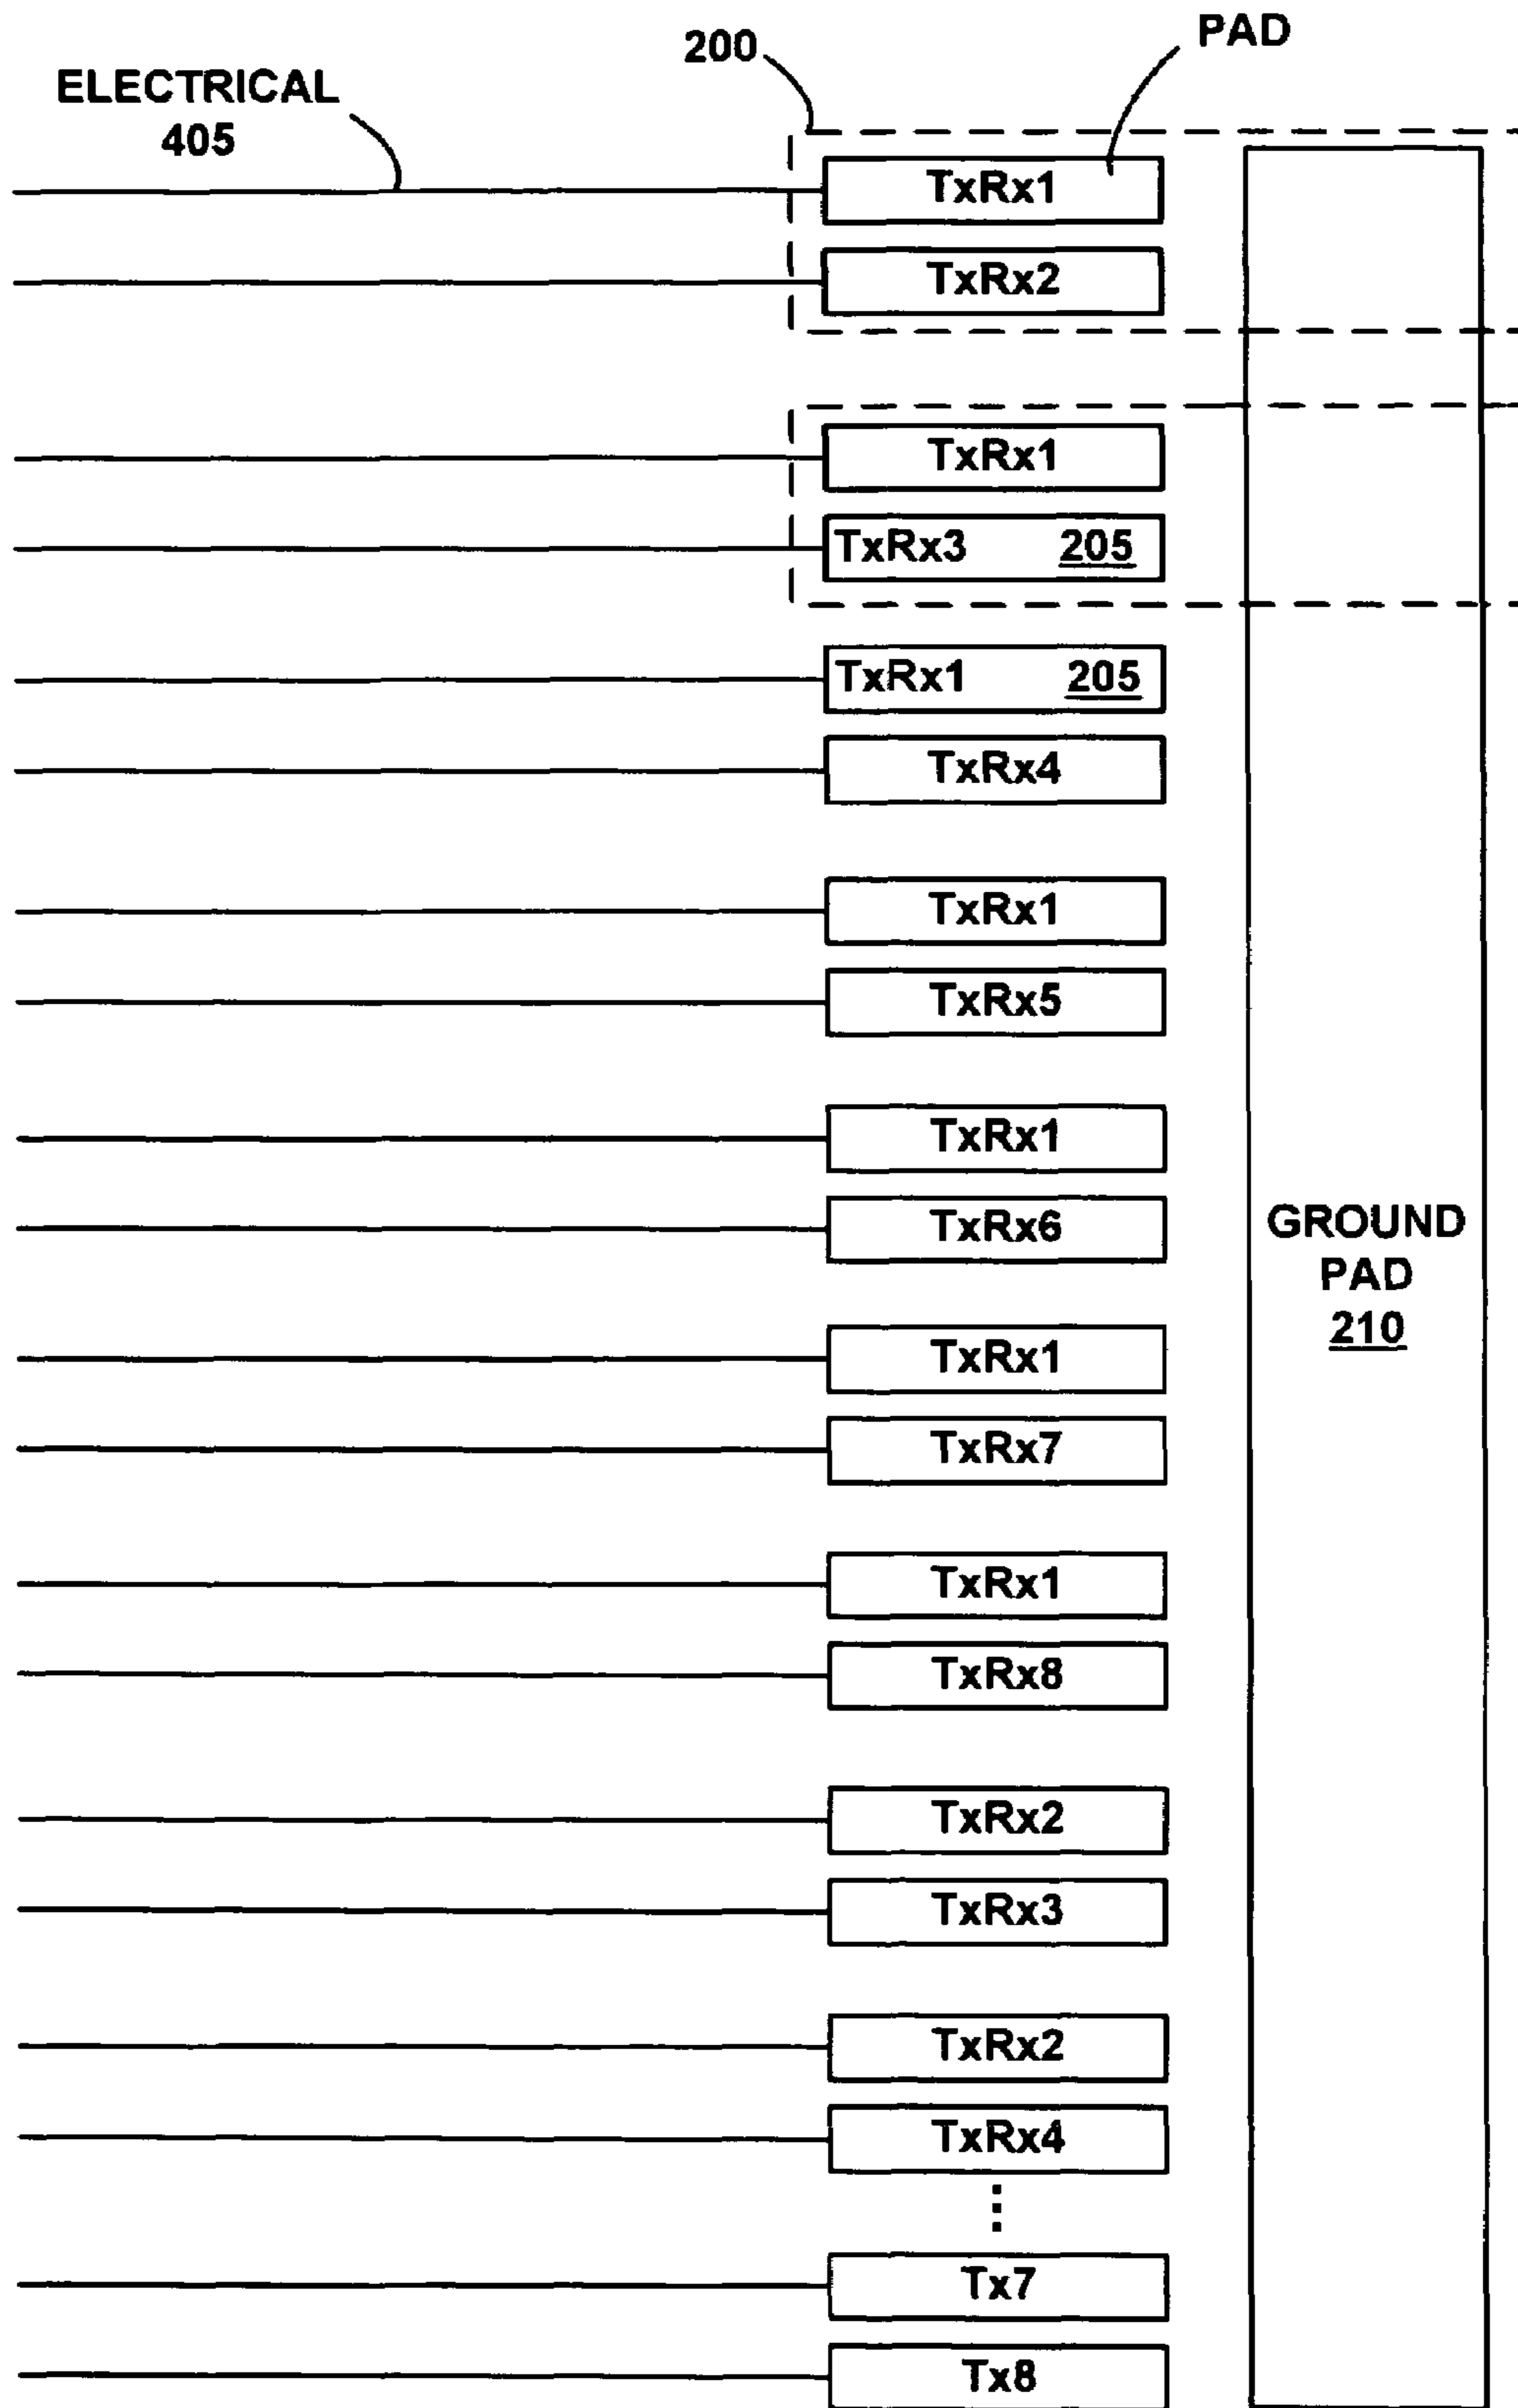 200
PAD
ELECTRICAL
405
TxRx1
TxRx2
TxRx1
TxRx3 205
TxRx1 205
TxRx4
TxRx1
TxRx5
TxRx1
TxRx6
GROUND
PAD
210
TxRx1
TxRx7
TxRx1
TxRx8
TxRx2
TxRx3
TxRx2
TxRx4
⋮
Tx7
Tx8